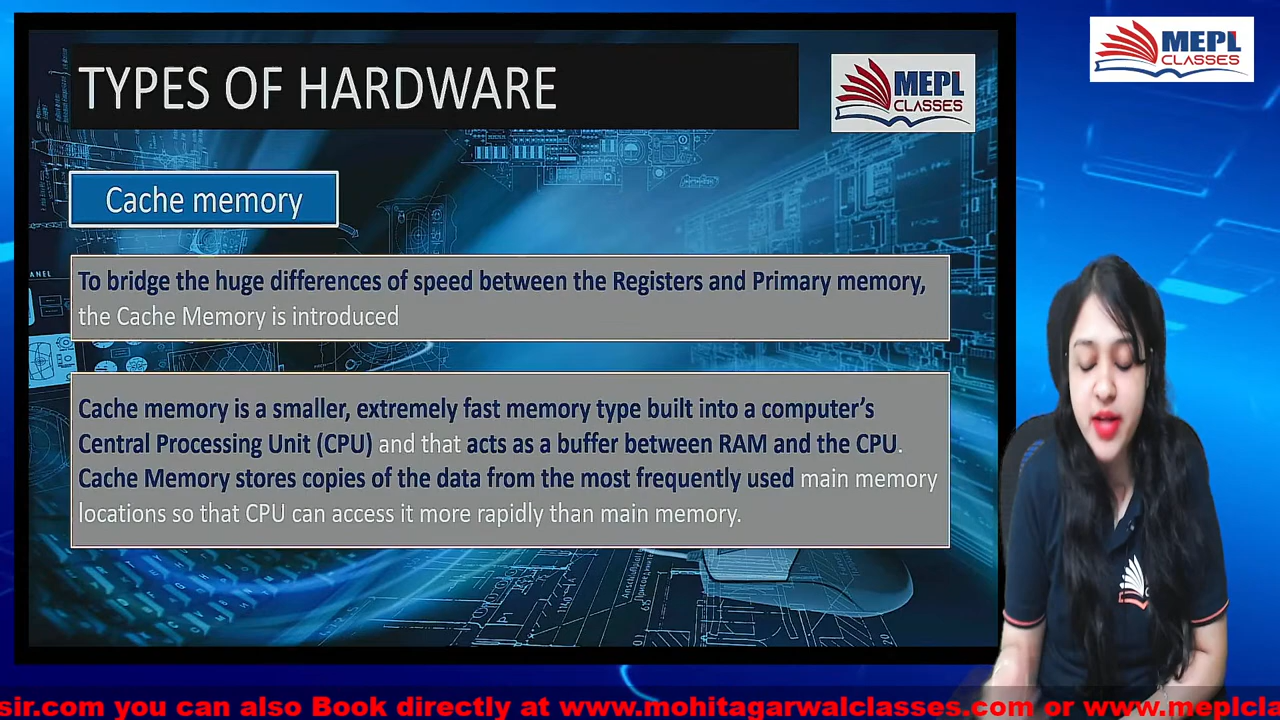 TYPES OF HARDWARE
MEPL
CLASSES
MEPL
CLASSES
Cache memory
To bridge the huge differences of speed between the Registers and Primary memory,
the Cache Memory is introduced
Cache memory is a smaller, extremely fast memory type built into a computer’s
Central Processing Unit (CPU) and that acts as a buffer between RAM and the CPU.
Cache Memory stores copies of the data from the most frequently used main memory
locations so that CPU can access it more rapidly than main memory.
sir.com you can also Book directly at www.mohitagarwalclasses.com or www.meplcla